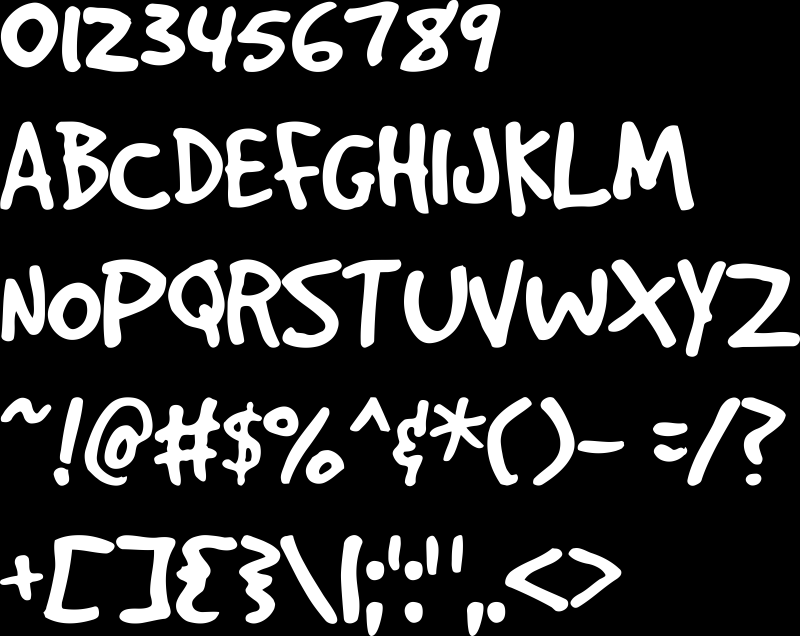 0123456789
ABCDEFGHIJKLM
NOPQRSTUVWXYZ
~!@#$%^&*()- =/?
+[]{}\|;':",.<>